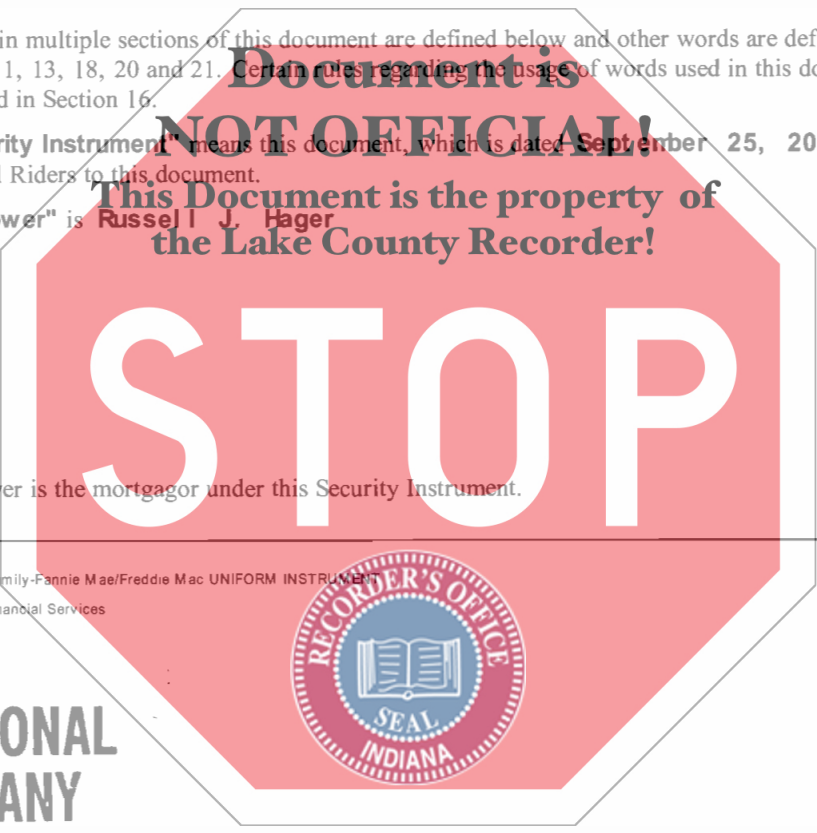 in multiple sections of this document are defined below and other words are def
1, 13, 18, 20 and 21. Certain rules regarding the usage of words used in this do
d in Section 16.
rity Instrument" means this document, which is dated September 25, 20
l Riders to this document.
ower" is Russell J. Hager
Document is
NOT OFFICIAL!
This Document is the property of
the Lake County Recorder!
STOP
er is the mortgagor under this Security Instrument.
mily-Fannie Mae/Freddie Mac UNIFORM INSTRUMENT
nancial Services
RECORDER'S OFFICE
SEAL
INDIANA
ONAL
ANY